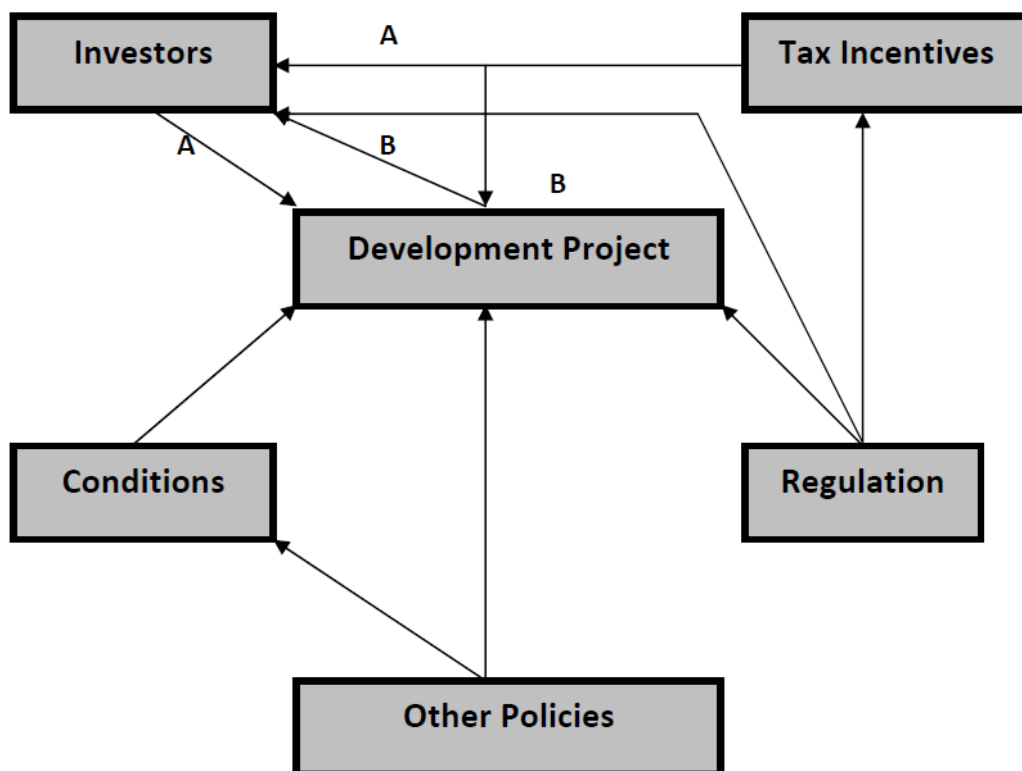 Investors
A
Tax Incentives
A
B
B
Development Project
Conditions
Regulation
Other Policies